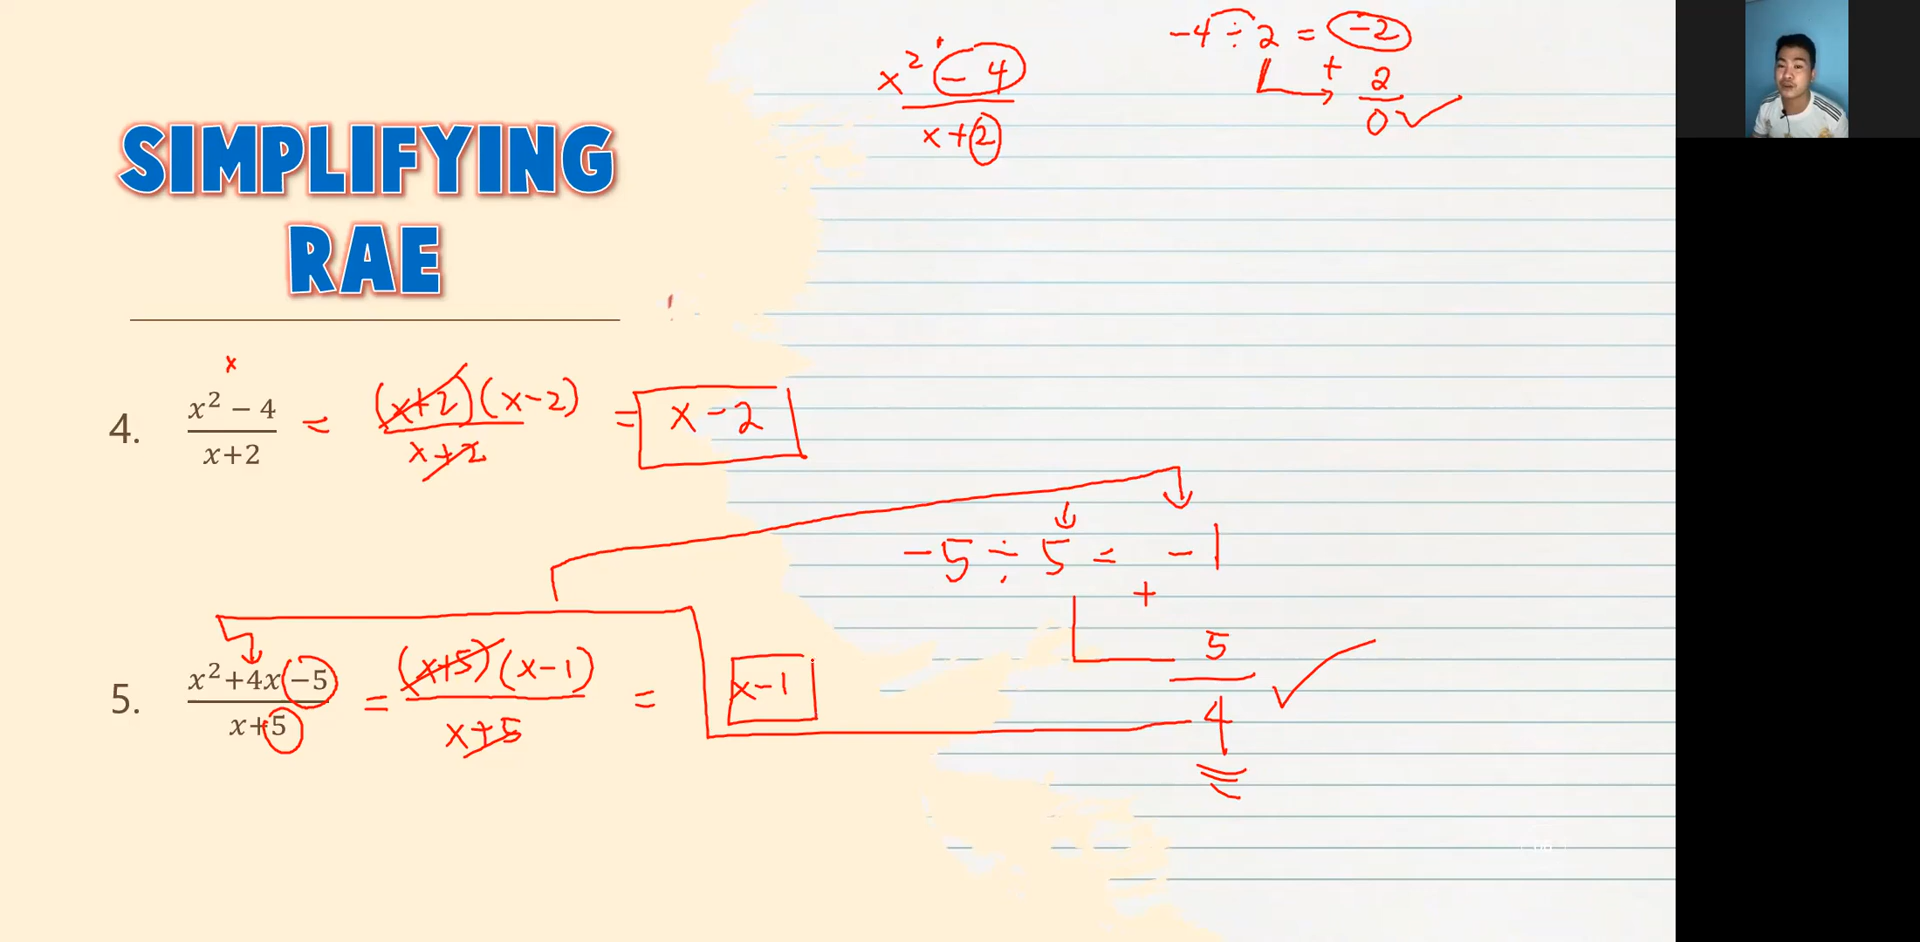 SIMPLIFYING
RAE
x² - 4
x+2
-4 ÷ 2 = -2
+ 2
0 ✓
x
4. x² − 4 / x+2 = (x+2)(x-2) / x+2 = x-2
-5 ÷ 5 = -1
+
5
4 ✓
5. x²+4x−5 / x+5 = (x+5)(x-1) / x+5 = x-1